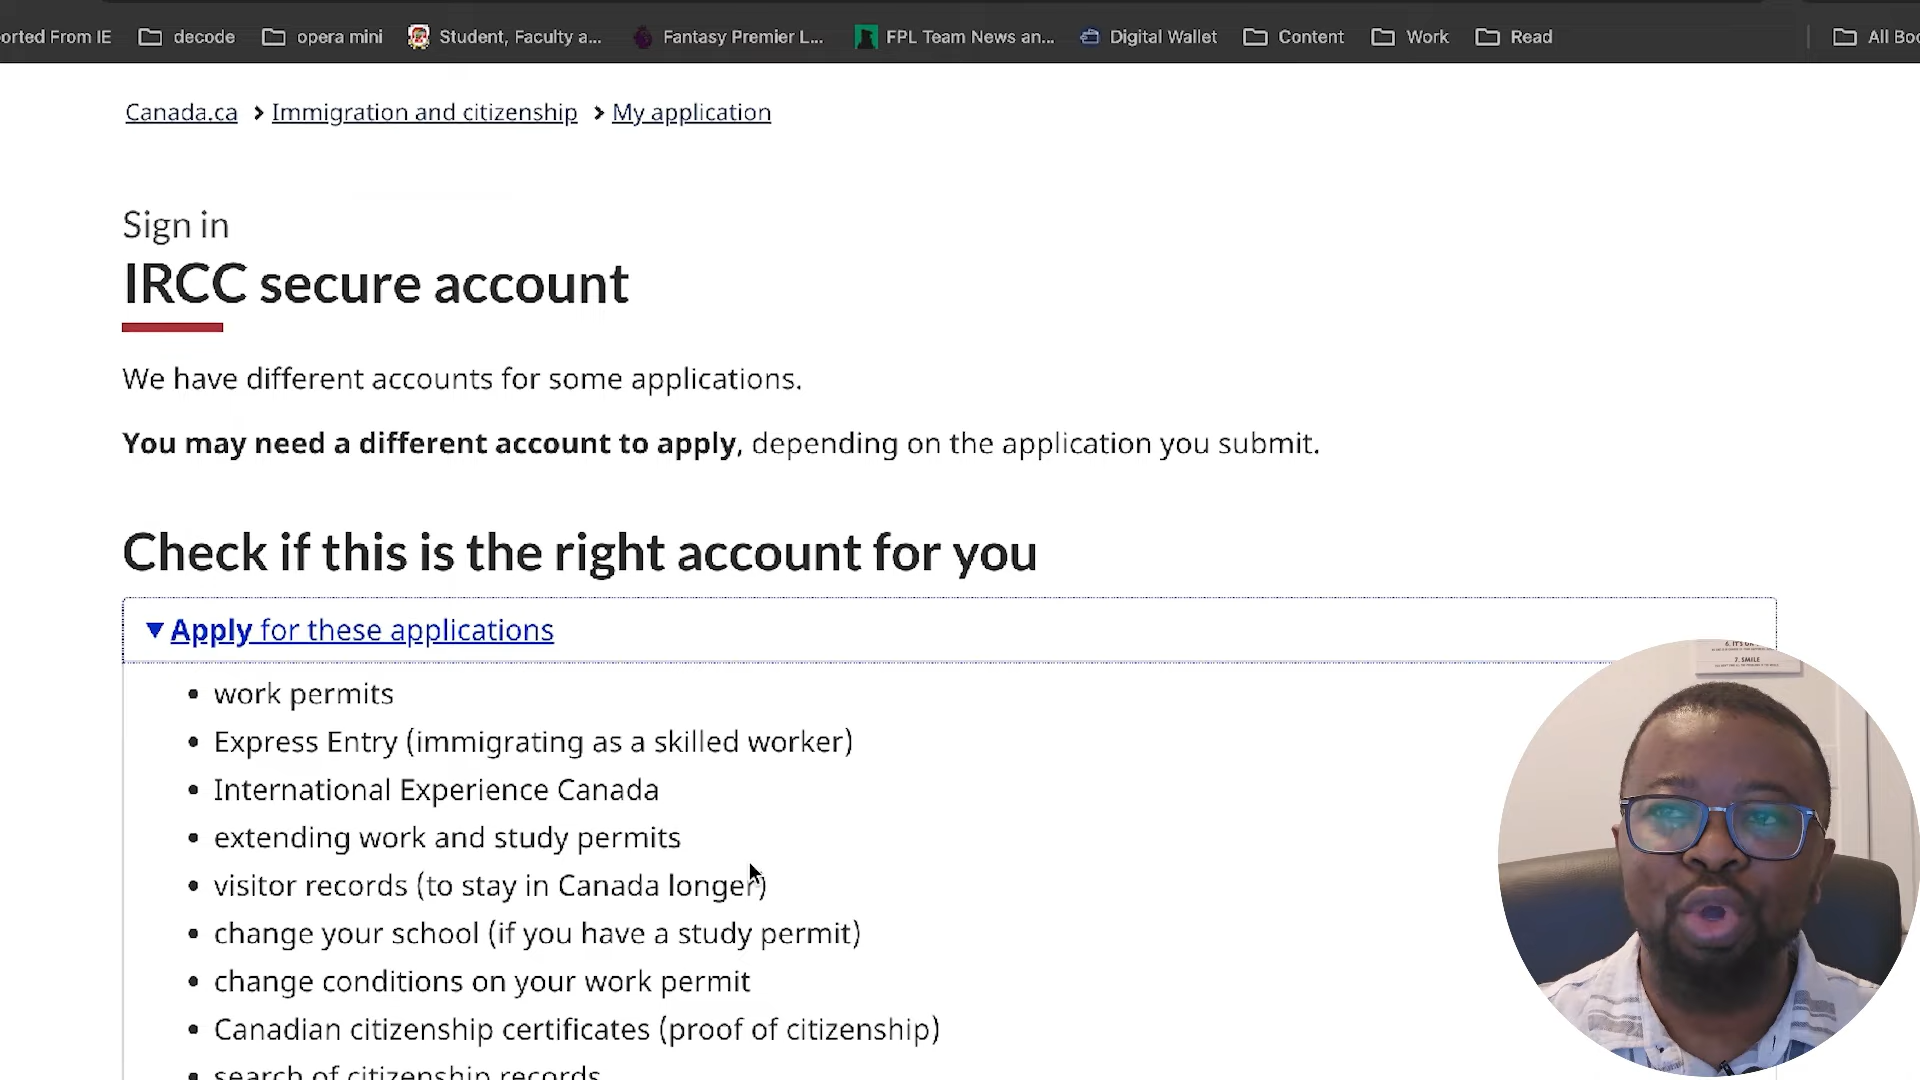 orted From IE decode opera mini Student, Faculty a... Fantasy Premier L... FPL Team News an... Digital Wallet Content Work Read All Boo
Canada.ca > Immigration and citizenship > My application
Sign in
IRCC secure account
We have different accounts for some applications.
You may need a different account to apply, depending on the application you submit.
Check if this is the right account for you
▼ Apply for these applications
• work permits
• Express Entry (immigrating as a skilled worker)
• International Experience Canada
• extending work and study permits
• visitor records (to stay in Canada longer)
• change your school (if you have a study permit)
• change conditions on your work permit
• Canadian citizenship certificates (proof of citizenship)
• search of citizenship records
7. SMILE